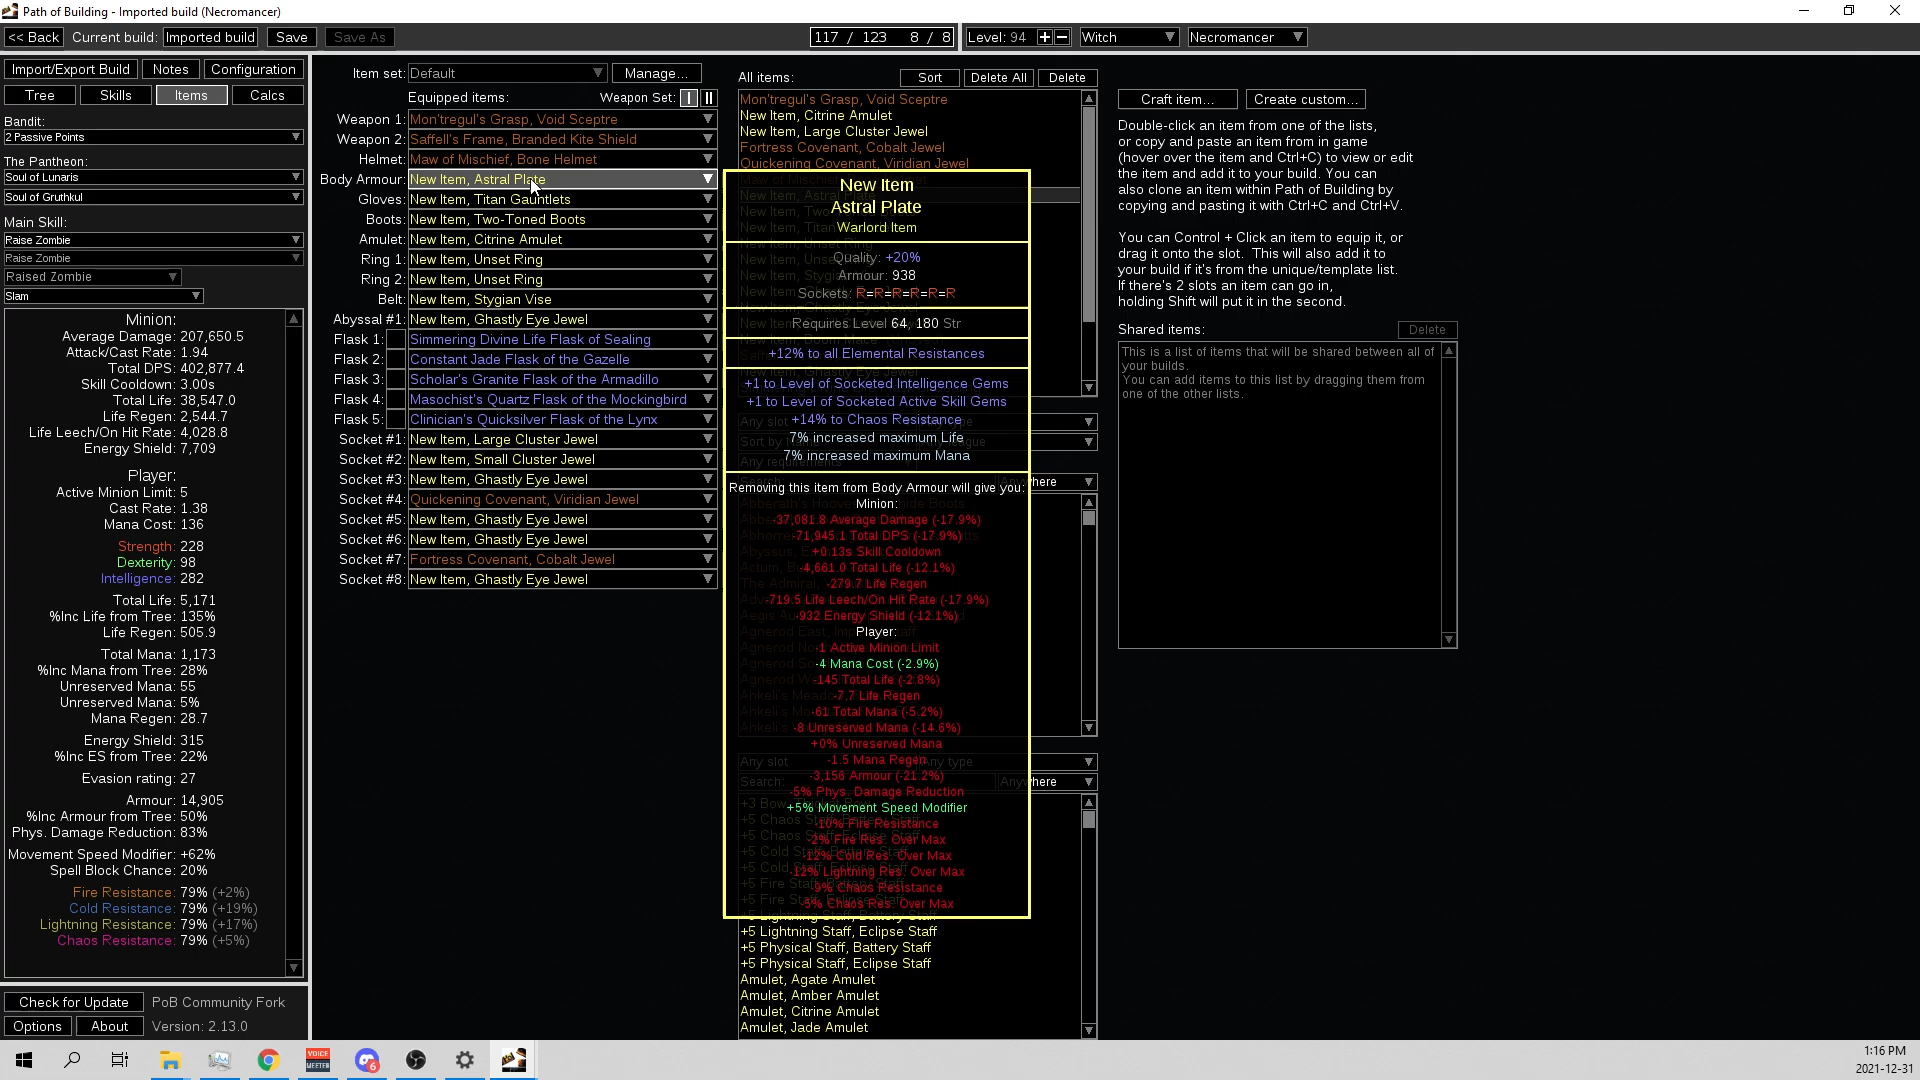 Path of Building - Imported build (Necromancer)
<< Back
Current build: Imported build
Save
Save As
117 / 123 8 / 8
Level: 94
Witch
Necromancer
Import/Export Build
Notes
Configuration
Tree
Skills
Items
Calcs
Bandit:
2 Passive Points
The Pantheon:
Soul of Lunaris
Soul of Gruthkul
Main Skill:
Raise Zombie
Raise Zombie
Raised Zombie
Slam
Minion:
Average Damage: 207,650.5
Attack/Cast Rate: 1.94
Total DPS: 402,877.4
Skill Cooldown: 3.00s
Total Life: 38,547.0
Life Regen: 2,544.7
Life Leech/On Hit Rate: 4,028.8
Energy Shield: 7,709
Player:
Active Minion Limit: 5
Cast Rate: 1.38
Mana Cost: 136
Strength: 228
Dexterity: 98
Intelligence: 282
Total Life: 5,171
%Inc Life from Tree: 135%
Life Regen: 505.9
Total Mana: 1,173
%Inc Mana from Tree: 28%
Unreserved Mana: 55
Unreserved Mana: 5%
Mana Regen: 28.7
Energy Shield: 315
%Inc ES from Tree: 22%
Evasion rating: 27
Armour: 14,905
%Inc Armour from Tree: 50%
Phys. Damage Reduction: 83%
Movement Speed Modifier: +62%
Spell Block Chance: 20%
Fire Resistance: 79% (+2%)
Cold Resistance: 79% (+19%)
Lightning Resistance: 79% (+17%)
Chaos Resistance: 79% (+5%)
Check for Update
PoB Community Fork
Options
About
Version: 2.13.0
Item set: Default
Manage...
Equipped items:
Weapon Set: I II
Weapon 1: Mon'tregul's Grasp, Void Sceptre
Weapon 2: Saffell's Frame, Branded Kite Shield
Helmet: Maw of Mischief, Bone Helmet
Body Armour: New Item, Astral Plate
Gloves: New Item, Titan Gauntlets
Boots: New Item, Two-Toned Boots
Amulet: New Item, Citrine Amulet
Ring 1: New Item, Unset Ring
Ring 2: New Item, Unset Ring
Belt: New Item, Stygian Vise
Abyssal #1: New Item, Ghastly Eye Jewel
Flask 1: Simmering Divine Life Flask of Sealing
Flask 2: Constant Jade Flask of the Gazelle
Flask 3: Scholar's Granite Flask of the Armadillo
Flask 4: Masochist's Quartz Flask of the Mockingbird
Flask 5: Clinician's Quicksilver Flask of the Lynx
Socket #1: New Item, Large Cluster Jewel
Socket #2: New Item, Small Cluster Jewel
Socket #3: New Item, Ghastly Eye Jewel
Socket #4: Quickening Covenant, Viridian Jewel
Socket #5: New Item, Ghastly Eye Jewel
Socket #6: New Item, Ghastly Eye Jewel
Socket #7: Fortress Covenant, Cobalt Jewel
Socket #8: New Item, Ghastly Eye Jewel
All items:
Sort
Delete All
Delete
Mon'tregul's Grasp, Void Sceptre
New Item, Citrine Amulet
New Item, Large Cluster Jewel
Fortress Covenant, Cobalt Jewel
Quickening Covenant, Viridian Jewel
New Item
Astral Plate
Warlord Item
Quality: +20%
Armour: 938
Sockets: R=R=R=R=R=R
Requires Level 64, 180 Str
+12% to all Elemental Resistances
+1 to Level of Socketed Intelligence Gems
+1 to Level of Socketed Active Skill Gems
+14% to Chaos Resistance
7% increased maximum Life
7% increased maximum Mana
Removing this item from Body Armour will give you:
Minion:
-37,081.8 Average Damage (-17.9%)
-71,945.1 Total DPS (-17.9%)
+0.13s Skill Cooldown
-4,661.0 Total Life (-12.1%)
-279.7 Life Regen
-719.5 Life Leech/On Hit Rate (-17.9%)
-932 Energy Shield (-12.1%)
Player:
-1 Active Minion Limit
-4 Mana Cost (-2.9%)
-145 Total Life (-2.8%)
-7.7 Life Regen
-61 Total Mana (-5.2%)
-8 Unreserved Mana (-14.6%)
+0% Unreserved Mana
-1.5 Mana Regen
-3,156 Armour (-21.2%)
-5% Phys. Damage Reduction
+5% Movement Speed Modifier
-10% Fire Resistance
-2% Fire Res. Over Max
-12% Cold Res. Over Max
-12% Lightning Res. Over Max
-9% Chaos Resistance
-5% Chaos Res. Over Max
Any slot
Any type
Search:
Anywhere
+5 Lightning Staff, Battery Staff
+5 Lightning Staff, Eclipse Staff
+5 Physical Staff, Battery Staff
+5 Physical Staff, Eclipse Staff
Amulet, Agate Amulet
Amulet, Amber Amulet
Amulet, Citrine Amulet
Amulet, Jade Amulet
Craft item...
Create custom...
Double-click an item from one of the lists,
or copy and paste an item from in game
(hover over the item and Ctrl+C) to view or edit
the item and add it to your build. You can
also clone an item within Path of Building by
copying and pasting it with Ctrl+C and Ctrl+V.
You can Control + Click an item to equip it, or
drag it onto the slot. This will also add it to
your build if it's from the unique/template list.
If there's 2 slots an item can go in,
holding Shift will put it in the second.
Shared items:
Delete
This is a list of items that will be shared between all of
your builds.
You can add items to this list by dragging them from
one of the other lists.
VOICE
MEETER
6
1:16 PM
2021-12-31